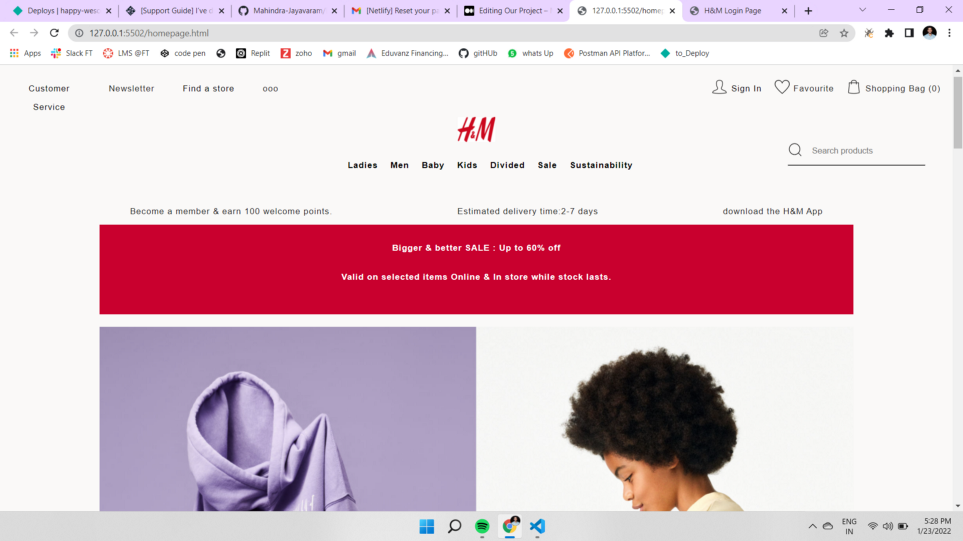 Deploys | happy-wess
[Support Guide] I've c
Mahindra-Jayavaram/
[Netlify] Reset your p
Editing Our Project –
127.0.0.1:5502/home
H&M Login Page
127.0.0.1:5502/homepage.html
Apps
Slack FT
LMS @FT
code pen
Replit
zoho
gmail
Eduvanz Financing...
gitHUb
whats Up
Postman API Platfor...
to_Deploy
Customer
Service
Newsletter
Find a store
ooo
Sign In
Favourite
Shopping Bag (0)
H&M
Search products
Ladies Men Baby Kids Divided Sale Sustainability
Become a member & earn 100 welcome points.
Estimated delivery time:2-7 days
download the H&M App
Bigger & better SALE : Up to 60% off
Valid on selected items Online & In store while stock lasts.
ENG
IN
5:28 PM
1/23/2022